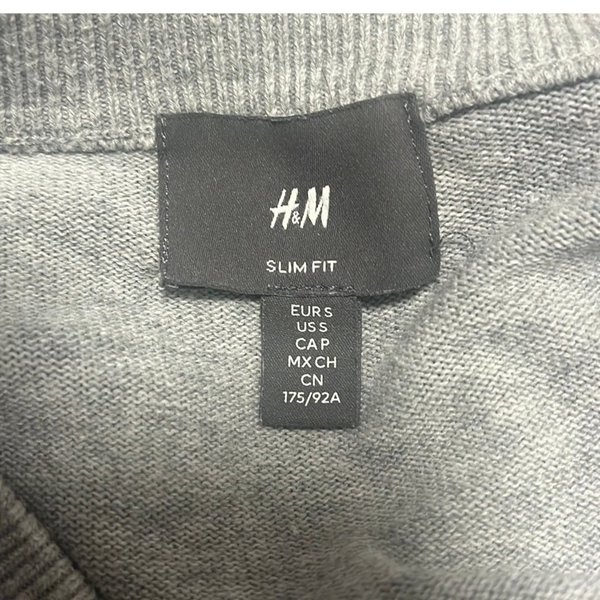 H&M
SLIM FIT
EUR S
US S
CA P
MX CH
CN
175/92A